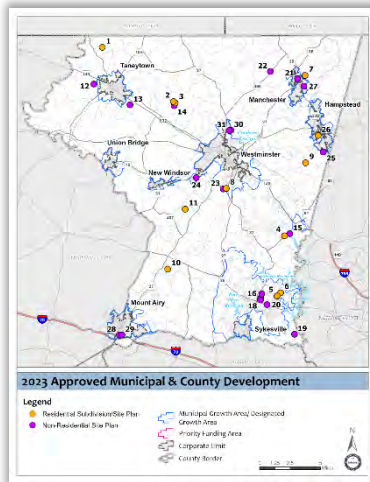 1
22
7
Taneytown
21
12
2
3
27
Manchester
13
14
Hampstead
31
30
26
Union Bridge
Westminster
25
New Windsor
9
24
23
8
11
4
15
10
16
5
6
Mount Airy
18
20
28
29
Sykesville
19
2023 Approved Municipal & County Development
Legend
Residential Subdivision/Site Plan
Non-Residential Site Plan
Municipal Growth Area/ Designated
Growth Area
Priority Funding Area
Corporate Limit
County Border
N